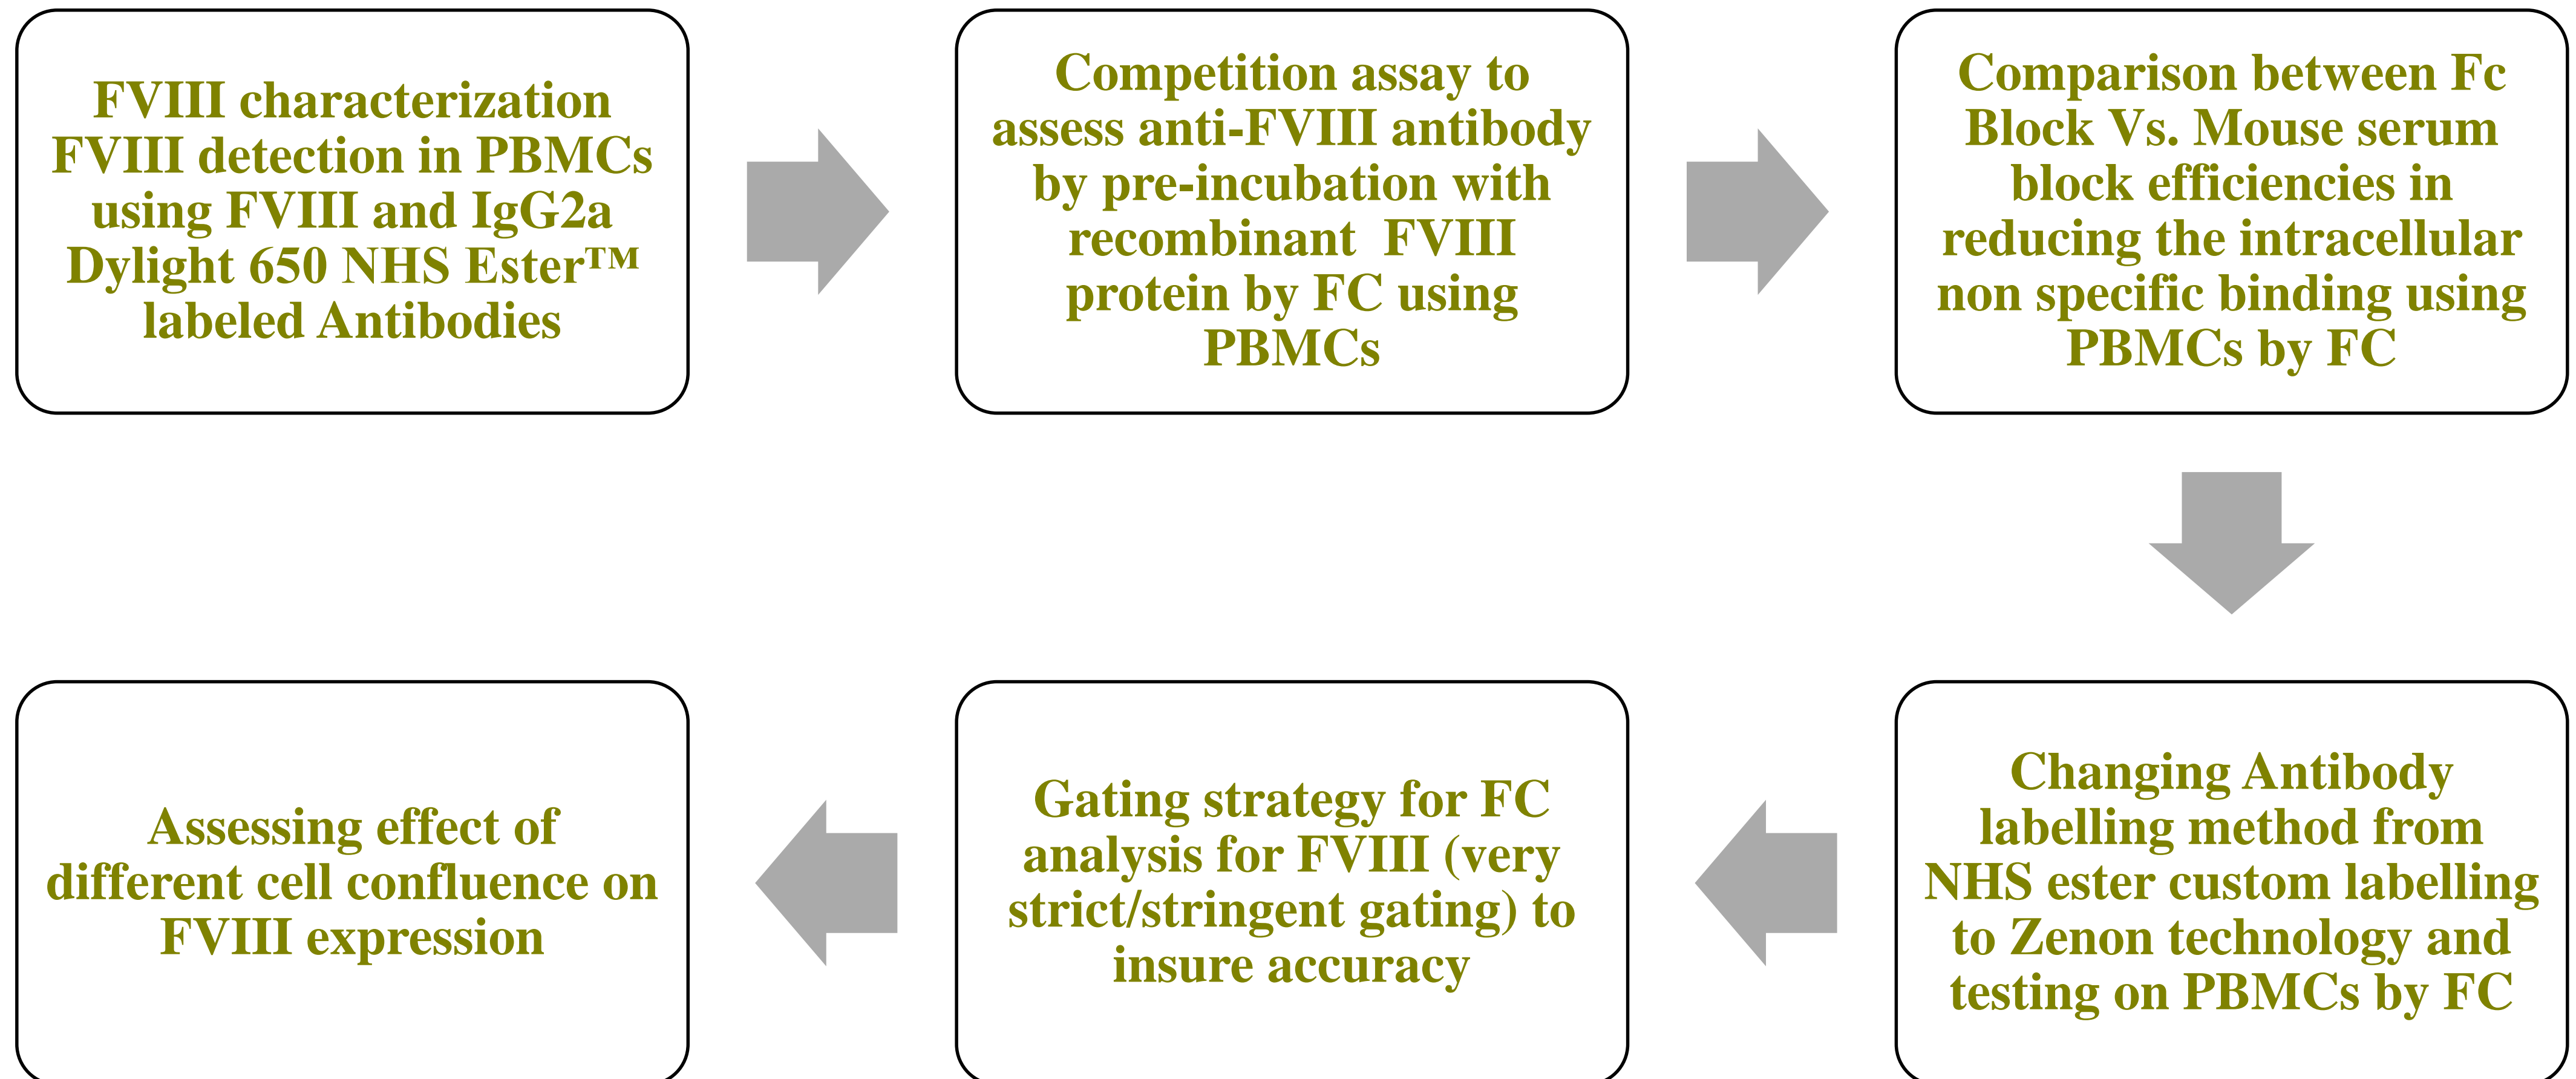 FVIII characterization
FVIII detection in PBMCs
using FVIII and IgG2a
Dylight 650 NHS Ester™
labeled Antibodies
Competition assay to
assess anti-FVIII antibody
by pre-incubation with
recombinant FVIII
protein by FC using
PBMCs
Comparison between Fc
Block Vs. Mouse serum
block efficiencies in
reducing the intracellular
non specific binding using
PBMCs by FC
Changing Antibody
labelling method from
NHS ester custom labelling
to Zenon technology and
testing on PBMCs by FC
Gating strategy for FC
analysis for FVIII (very
strict/stringent gating) to
insure accuracy
Assessing effect of
different cell confluence on
FVIII expression